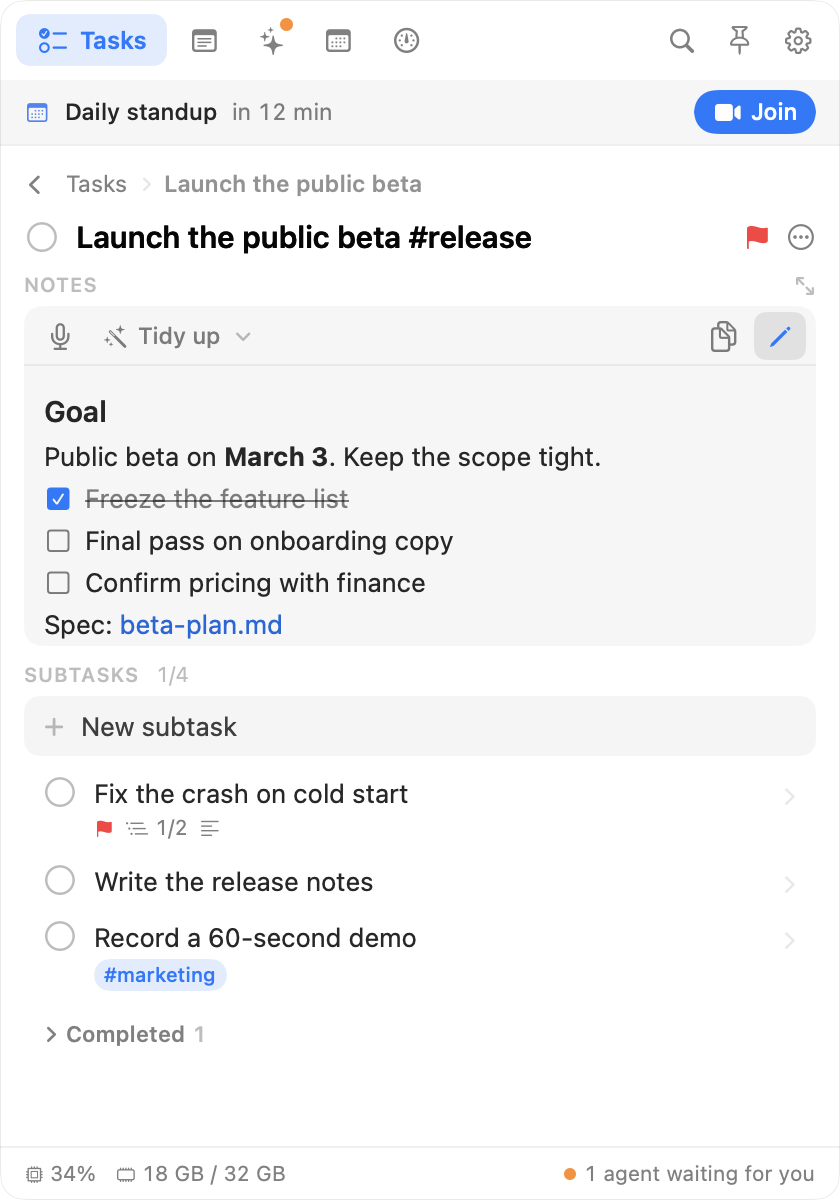 Tasks
Daily standup in 12 min
Join
Tasks Launch the public beta
Launch the public beta #release
NOTES
Tidy up
Goal
Public beta on March 3. Keep the scope tight.
Freeze the feature list
Final pass on onboarding copy
Confirm pricing with finance
Spec: beta-plan.md
SUBTASKS 1/4
New subtask
Fix the crash on cold start
1/2
Write the release notes
Record a 60-second demo
#marketing
Completed 1
34% 18 GB / 32 GB
1 agent waiting for you